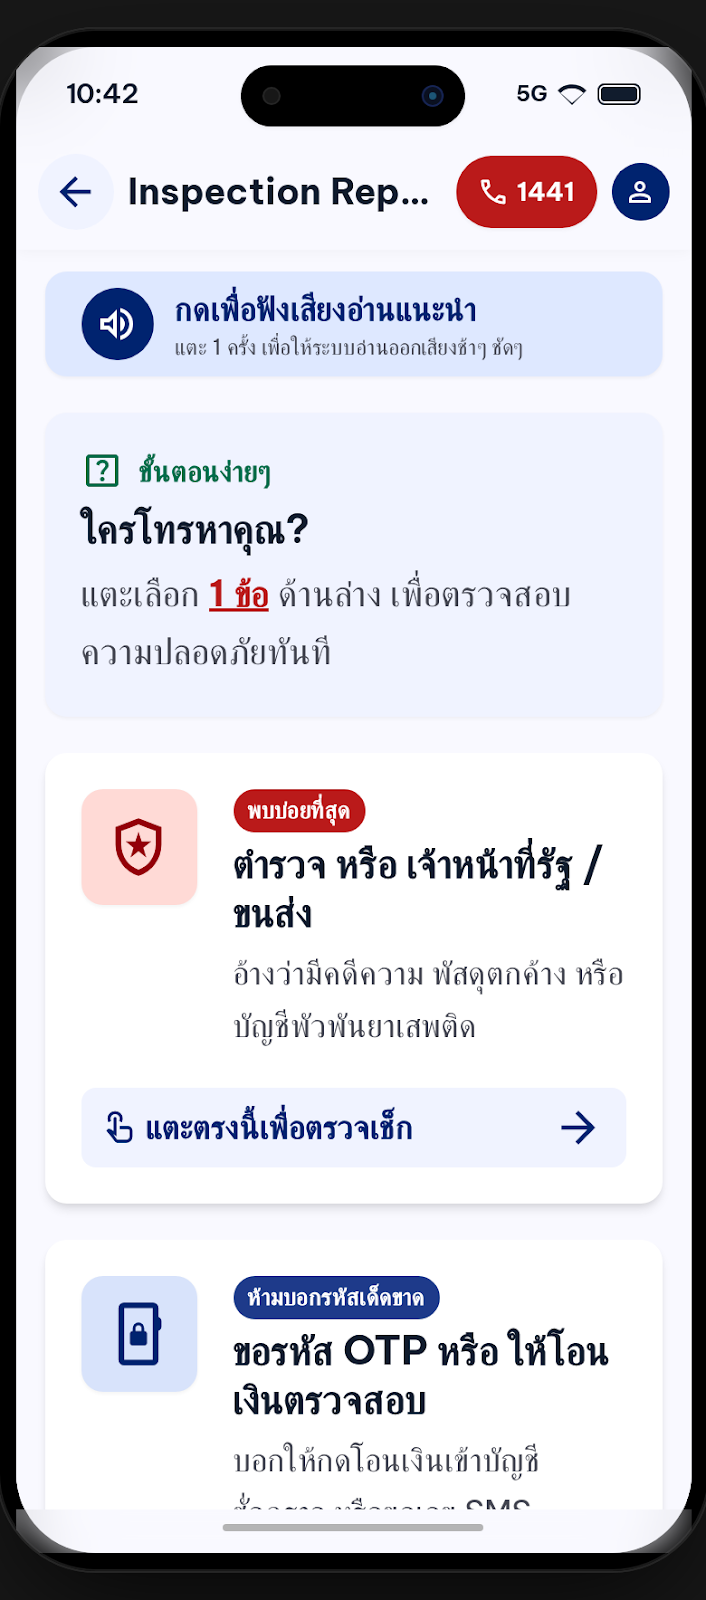 10:42
5G
Inspection Rep...
1441
กดเพื่อฟังเสียงอ่านแนะนำ
แตะ 1 ครั้ง เพื่อให้ระบบอ่านออกเสียงช้าๆ ชัดๆ
ขั้นตอนง่ายๆ
ใครโทรหาคุณ?
แตะเลือก 1 ข้อ ด้านล่าง เพื่อตรวจสอบ
ความปลอดภัยทันที
พบบ่อยที่สุด
ตำรวจ หรือ เจ้าหน้าที่รัฐ /
ขนส่ง
อ้างว่ามีคดีความ พัสดุตกค้าง หรือ
บัญชีพัวพันยาเสพติด
แตะตรงนี้เพื่อตรวจเช็ก
ห้ามบอกรหัสเด็ดขาด
ขอรหัส OTP หรือ ให้โอน
เงินตรวจสอบ
บอกให้กดโอนเงินเข้าบัญชี
หรือขอเลข SMS